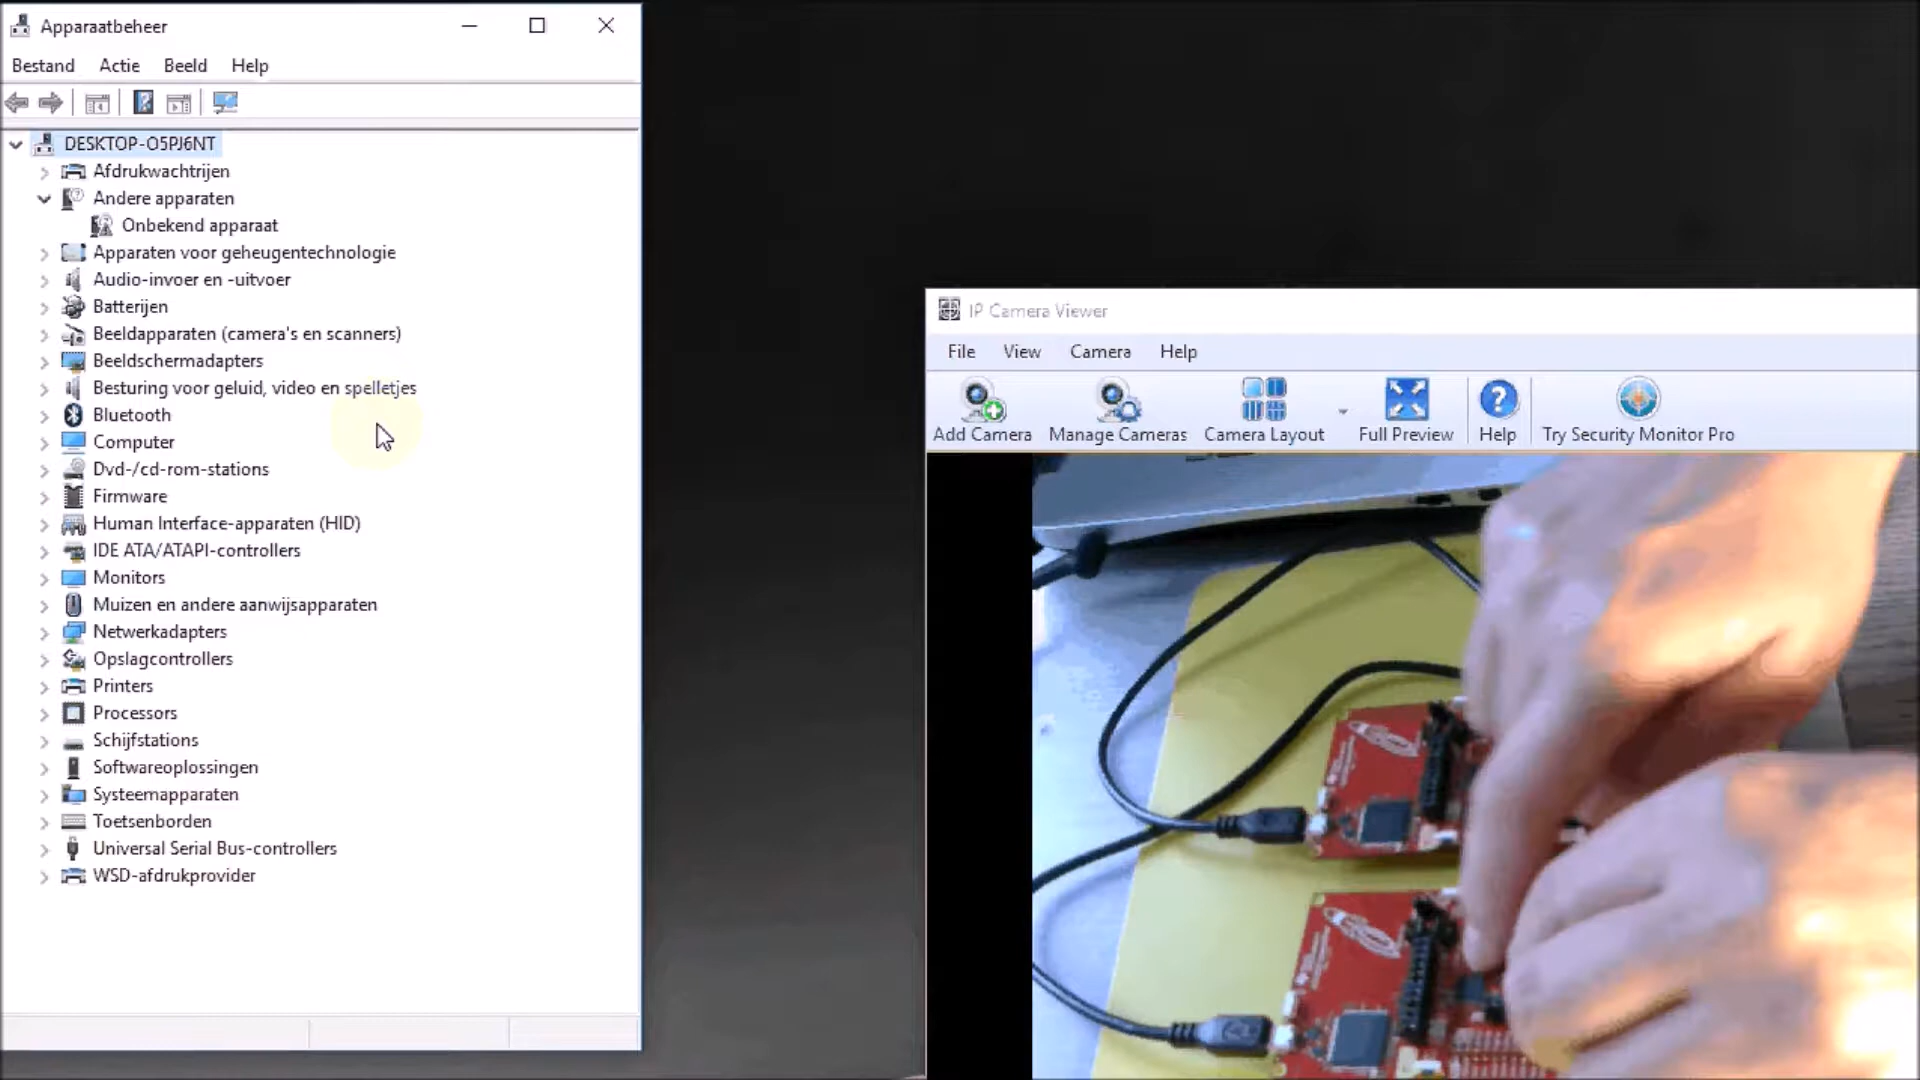 Apparaatbeheer
Bestand Actie Beeld Help
DESKTOP-O5PJ6NT
Afdrukwachtrijen
Andere apparaten
Onbekend apparaat
Apparaten voor geheugentechnologie
Audio-invoer en -uitvoer
Batterijen
Beeldapparaten (camera's en scanners)
Beeldschermadapters
Besturing voor geluid, video en spelletjes
Bluetooth
Computer
Dvd-/cd-rom-stations
Firmware
Human Interface-apparaten (HID)
IDE ATA/ATAPI-controllers
Monitors
Muizen en andere aanwijsapparaten
Netwerkadapters
Opslagcontrollers
Printers
Processors
Schijfstations
Softwareoplossingen
Systeemapparaten
Toetsenborden
Universal Serial Bus-controllers
WSD-afdrukprovider
IP Camera Viewer
File View Camera Help
Add Camera Manage Cameras Camera Layout Full Preview Help Try Security Monitor Pro